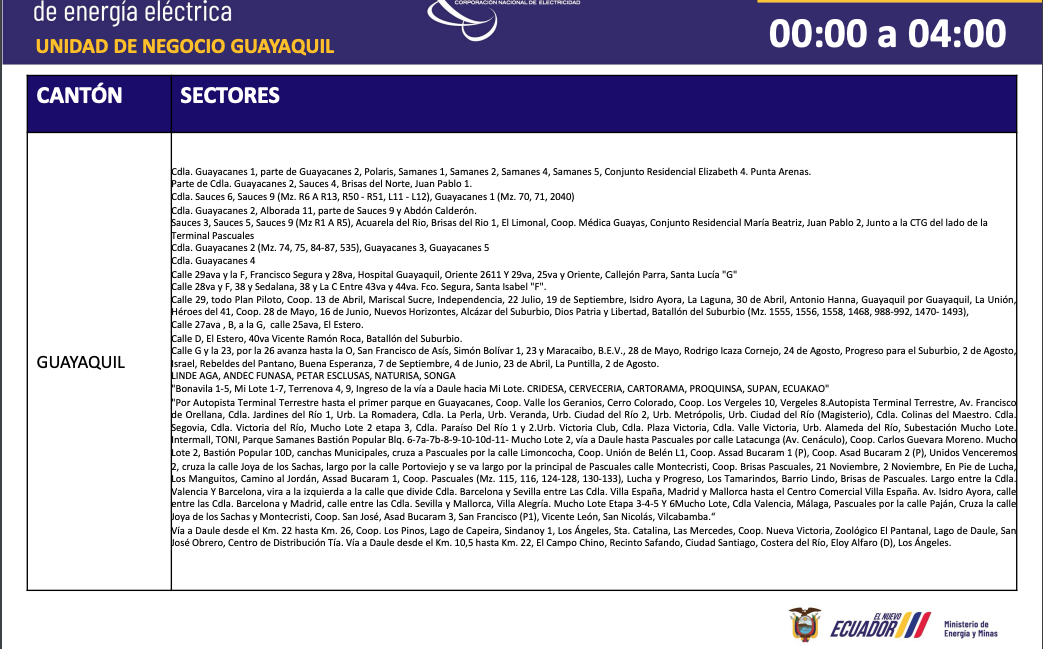 de energía eléctrica
CORPORACIÓN NACIONAL DE ELECTRICIDAD
UNIDAD DE NEGOCIO GUAYAQUIL
00:00 a 04:00
CANTÓN
SECTORES
GUAYAQUIL
Cdla. Guayacanes 1, parte de Guayacanes 2, Polaris, Samanes 1, Samanes 2, Samanes 4, Samanes 5, Conjunto Residencial Elizabeth 4. Punta Arenas.
Parte de Cdla. Guayacanes 2, Sauces 4, Brisas del Norte, Juan Pablo 1.
Cdla. Sauces 6, Sauces 9 (Mz. R6 A R13, R50 - R51, L11 - L12), Guayacanes 1 (Mz. 70, 71, 2040)
Cdla. Guayacanes 2, Alborada 11, parte de Sauces 9 y Abdón Calderón.
Sauces 3, Sauces 5, Sauces 9 (Mz R1 A R5), Acuarela del Rio, Brisas del Rio 1, El Limonal, Coop. Médica Guayas, Conjunto Residencial María Beatriz, Juan Pablo 2, Junto a la CTG del lado de la
Terminal Pascuales
Cdla. Guayacanes 2 (Mz. 74, 75, 84-87, 535), Guayacanes 3, Guayacanes 5
Cdla. Guayacanes 4
Calle 29ava y la F, Francisco Segura y 28va, Hospital Guayaquil, Oriente 2611 Y 29va, 25va y Oriente, Callejón Parra, Santa Lucía "G"
Calle 28va y F, 38 y Sedalana, 38 y La C Entre 43va y 44va. Fco. Segura, Santa Isabel "F".
Calle 29, todo Plan Piloto, Coop. 13 de Abril, Mariscal Sucre, Independencia, 22 Julio, 19 de Septiembre, Isidro Ayora, La Laguna, 30 de Abril, Antonio Hanna, Guayaquil por Guayaquil, La Unión,
Héroes del 41, Coop. 28 de Mayo, 16 de Junio, Nuevos Horizontes, Alcázar del Suburbio, Dios Patria y Libertad, Batallón del Suburbio (Mz. 1555, 1556, 1558, 1468, 988-992, 1470- 1493),
Calle 27ava , B, a la G, calle 25ava, El Estero.
Calle D, El Estero, 40va Vicente Ramón Roca, Batallón del Suburbio.
Calle G y la 23, por la 26 avanza hasta la O, San Francisco de Asís, Simón Bolívar 1, 23 y Maracaibo, B.E.V., 28 de Mayo, Rodrigo Icaza Cornejo, 24 de Agosto, Progreso para el Suburbio, 2 de Agosto,
Israel, Rebeldes del Pantano, Buena Esperanza, 7 de Septiembre, 4 de Junio, 23 de Abril, La Puntilla, 2 de Agosto.
LINDE AGA, ANDEC FUNASA, PETAR ESCLUSAS, NATURISA, SONGA
"Bonavila 1-5, Mi Lote 1-7, Terrenova 4, 9, Ingreso de la vía a Daule hacia Mi Lote. CRIDESA, CERVECERIA, CARTORAMA, PROQUINSA, SUPAN, ECUAKAO"
"Por Autopista Terminal Terrestre hasta el primer parque en Guayacanes, Coop. Valle los Geranios, Cerro Colorado, Coop. Los Vergeles 10, Vergeles 8.Autopista Terminal Terrestre, Av. Francisco
de Orellana, Cdla. Jardines del Río 1, Urb. La Romadera, Cdla. La Perla, Urb. Veranda, Urb. Ciudad del Río 2, Urb. Metrópolis, Urb. Ciudad del Río (Magisterio), Cdla. Colinas del Maestro. Cdla.
Segovia, Cdla. Victoria del Río, Mucho Lote 2 etapa 3, Cdla. Paraíso Del Río 1 y 2.Urb. Victoria Club, Cdla. Plaza Victoria, Cdla. Valle Victoria, Urb. Alameda del Río, Subestación Mucho Lote.
Intermall, TONI, Parque Samanes Bastión Popular Blq. 6-7a-7b-8-9-10-10d-11- Mucho Lote 2, vía a Daule hasta Pascuales por calle Latacunga (Av. Cenáculo), Coop. Carlos Guevara Moreno. Mucho
Lote 2, Bastión Popular 10D, canchas Municipales, cruza a Pascuales por la calle Limoncocha, Coop. Unión de Belén L1, Coop. Assad Bucaram 1 (P), Coop. Asad Bucaram 2 (P), Unidos Venceremos
2, cruza la calle Joya de los Sachas, largo por la calle Portoviejo y se va largo por la principal de Pascuales calle Montecristi, Coop. Brisas Pascuales, 21 Noviembre, 2 Noviembre, En Pie de Lucha,
Los Manguitos, Camino al Jordán, Assad Bucaram 1, Coop. Pascuales (Mz. 115, 116, 124-128, 130-133), Lucha y Progreso, Los Tamarindos, Barrio Lindo, Brisas de Pascuales. Largo entre la Cdla.
Valencia Y Barcelona, vira a la izquierda a la calle que divide Cdla. Barcelona y Sevilla entre Las Cdla. Villa España, Madrid y Mallorca hasta el Centro Comercial Villa España. Av. Isidro Ayora, calle
entre las Cdla. Barcelona y Madrid, calle entre las Cdla. Sevilla y Mallorca, Villa Alegría. Mucho Lote Etapa 3-4-5 Y 6Mucho Lote, Cdla Valencia, Málaga, Pascuales por la calle Paján, Cruza la calle
Joya de los Sachas y Montecristi, Coop. San José, Asad Bucaram 3, San Francisco (P1), Vicente León, San Nicolás, Vilcabamba."
Vía a Daule desde el Km. 22 hasta Km. 26, Coop. Los Pinos, Lago de Capeira, Sindanoy 1, Los Ángeles, Sta. Catalina, Las Mercedes, Coop. Nueva Victoria, Zoológico El Pantanal, Lago de Daule, San
José Obrero, Centro de Distribución Tía. Vía a Daule desde el Km. 10,5 hasta Km. 22, El Campo Chino, Recinto Safando, Ciudad Santiago, Costera del Río, Eloy Alfaro (D), Los Ángeles.
EL NUEVO
ECUADOR
Ministerio de
Energía y Minas